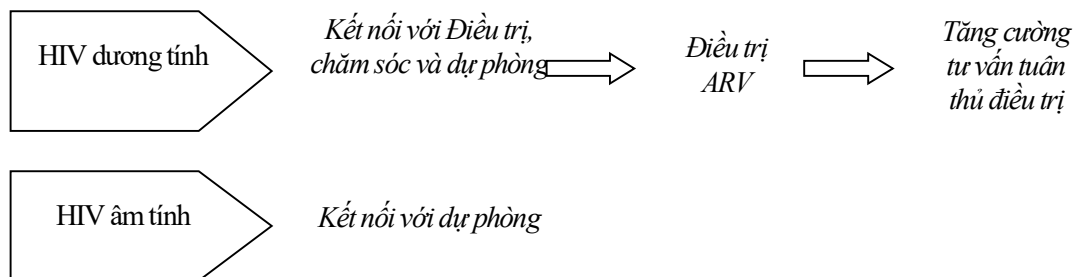 HIV dương tính
Kết nối với Điều trị,
chăm sóc và dự phòng
Điều trị
ARV
Tăng cường
tư vấn tuân
thủ điều trị
HIV âm tính
Kết nối với dự phòng